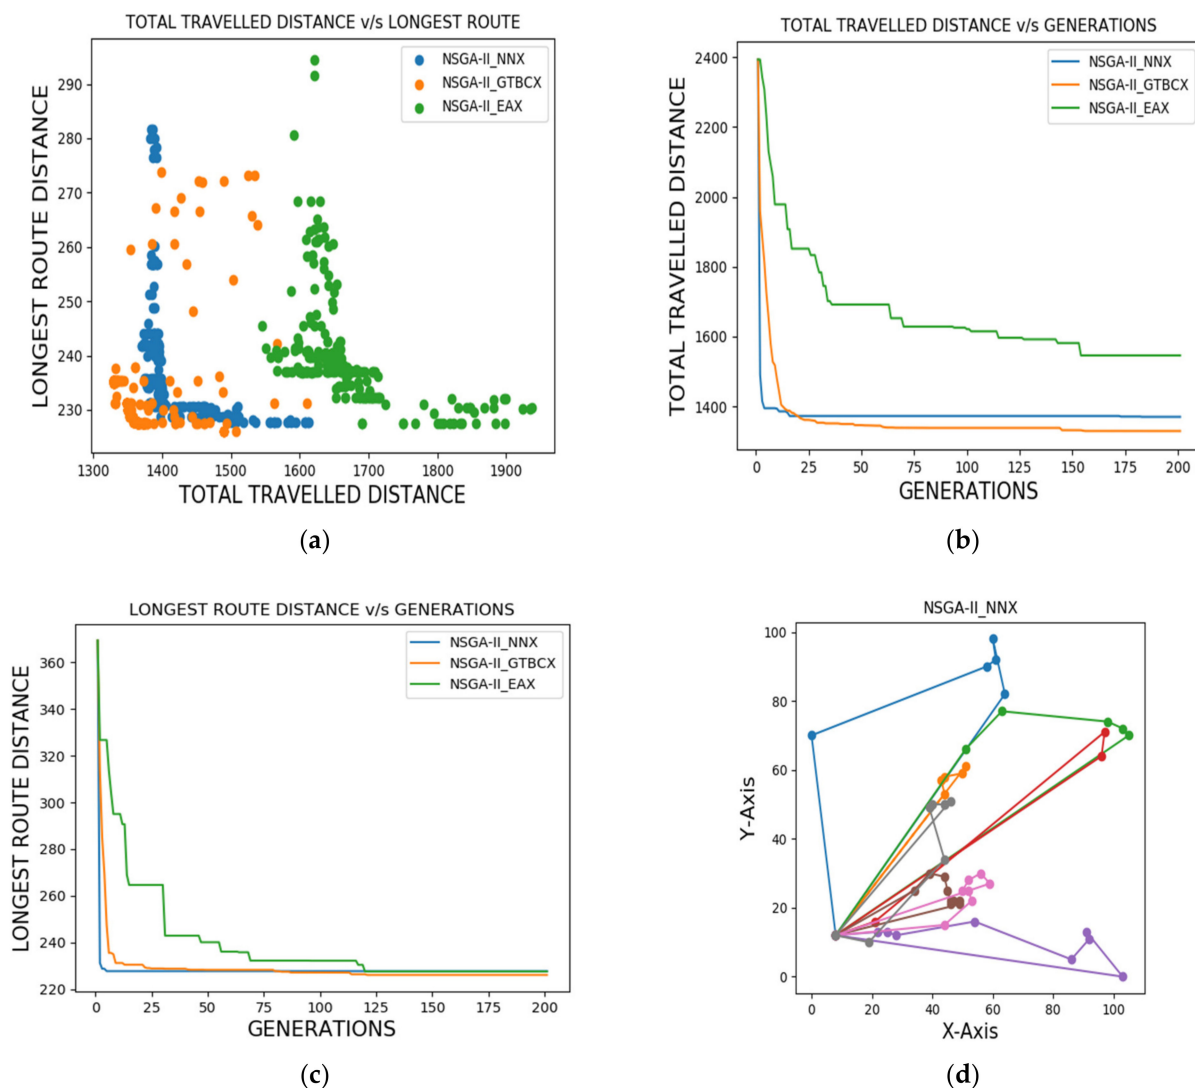 TOTAL TRAVELLED DISTANCE v/s LONGEST ROUTE
LONGEST ROUTE DISTANCE
290
280
270
260
250
240
230
NSGA-II_NNX
NSGA-II_GTBCX
NSGA-II_EAX
1300 1400 1500 1600 1700 1800 1900
TOTAL TRAVELLED DISTANCE
(a)
TOTAL TRAVELLED DISTANCE v/s GENERATIONS
TOTAL TRAVELLED DISTANCE
2400
2200
2000
1800
1600
1400
NSGA-II_NNX
NSGA-II_GTBCX
NSGA-II_EAX
0 25 50 75 100 125 150 175 200
GENERATIONS
(b)
LONGEST ROUTE DISTANCE v/s GENERATIONS
LONGEST ROUTE DISTANCE
360
340
320
300
280
260
240
220
NSGA-II_NNX
NSGA-II_GTBCX
NSGA-II_EAX
0 25 50 75 100 125 150 175 200
GENERATIONS
(c)
NSGA-II_NNX
Y-Axis
100
80
60
40
20
0
0 20 40 60 80 100
X-Axis
(d)